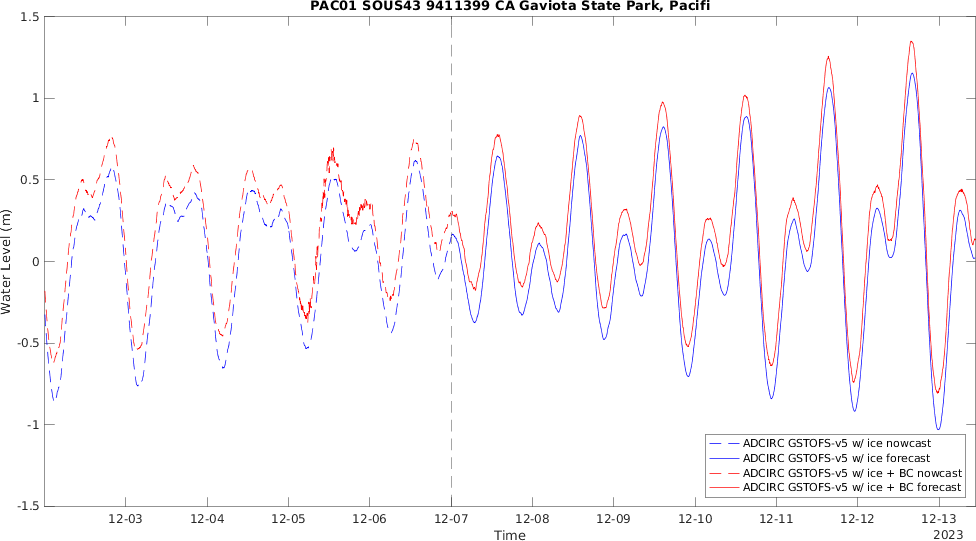 PAC01 SOUS43 9411399 CA Gaviota State Park, Pacifi
1.5
1
0.5
0
-0.5
-1
-1.5
Water Level (m)
12-03 12-04 12-05 12-06 12-07 12-08 12-09 12-10 12-11 12-12 12-13
Time
2023
ADCIRC GSTOFS-v5 w/ ice nowcast
ADCIRC GSTOFS-v5 w/ ice forecast
ADCIRC GSTOFS-v5 w/ ice + BC nowcast
ADCIRC GSTOFS-v5 w/ ice + BC forecast